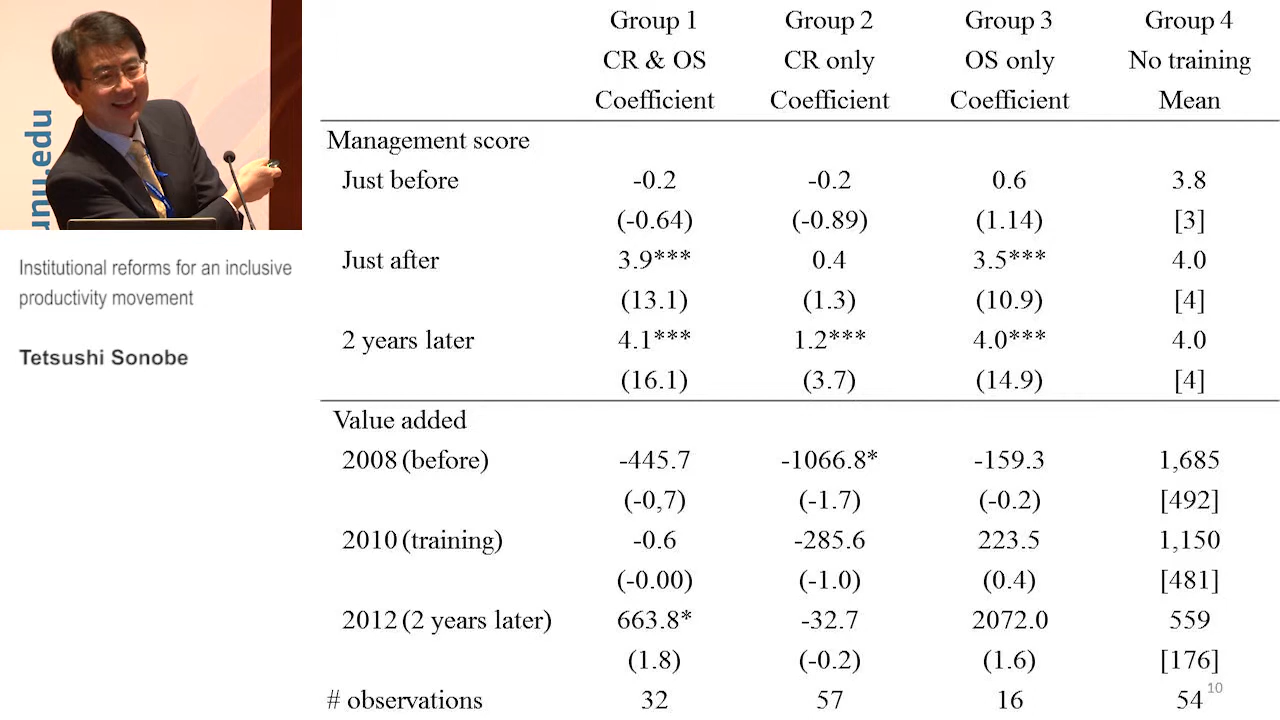 unu.edu
Institutional reforms for an inclusive
productivity movement
Tetsushi Sonobe
Group 1 Group 2 Group 3 Group 4
CR & OS CR only OS only No training
Coefficient Coefficient Coefficient Mean
Management score
Just before -0.2 -0.2 0.6 3.8
(-0.64) (-0.89) (1.14) [3]
Just after 3.9*** 0.4 3.5*** 4.0
(13.1) (1.3) (10.9) [4]
2 years later 4.1*** 1.2*** 4.0*** 4.0
(16.1) (3.7) (14.9) [4]
Value added
2008 (before) -445.7 -1066.8* -159.3 1,685
(-0,7) (-1.7) (-0.2) [492]
2010 (training) -0.6 -285.6 223.5 1,150
(-0.00) (-1.0) (0.4) [481]
2012 (2 years later) 663.8* -32.7 2072.0 559
(1.8) (-0.2) (1.6) [176]
# observations 32 57 16 54
10